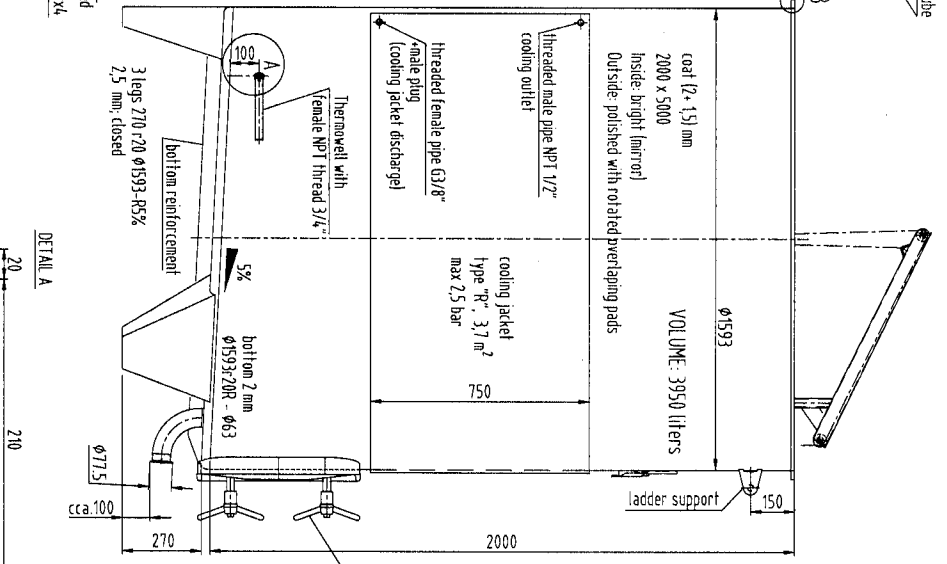 coat (2+ 1,5) mm
2000 x 5000
Inside: bright (mirror)
Outside: polished with rotated overlaping pads
VOLUME: 3950 liters
Ø1593
150
ladder support
threaded male pipe NPT 1/2"
cooling outlet
threaded female pipe G3/8"
+male plug
(cooling jacket discharge)
cooling jacket
type "R", 3,7 m²
max 2,5 bar
750
2000
Thermowell with
female NPT thread 3/4"
A
100
5%
bottom 2 mm
Ø1593r20R - Ø63
bottom reinforcement
3 legs 270 r20 Ø1593-R5%
2,5 mm; closed
Ø77.5
cca.100
270
DETAIL A
20
210
x4